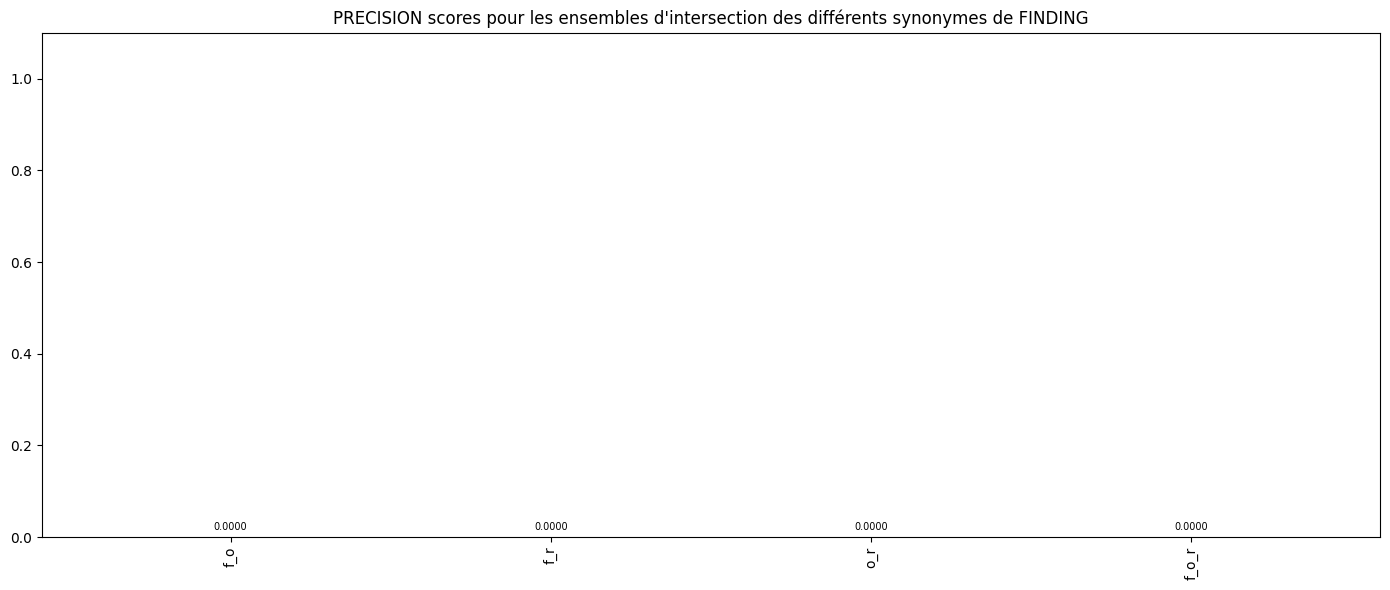 PRECISION scores pour les ensembles d'intersection des différents synonymes de FINDING
1.0
0.8
0.6
0.4
0.2
0.0
0.0000 0.0000 0.0000 0.0000
f_o f_r o_r f_o_r